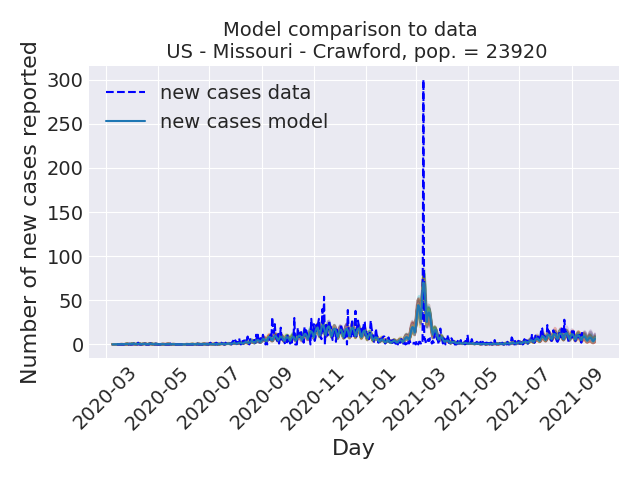 Model comparison to data
US - Missouri - Crawford, pop. = 23920
Number of new cases reported
300
250
200
150
100
50
0
new cases data
new cases model
2020-03
2020-05
2020-07
2020-09
2020-11
2021-01
2021-03
2021-05
2021-07
2021-09
Day